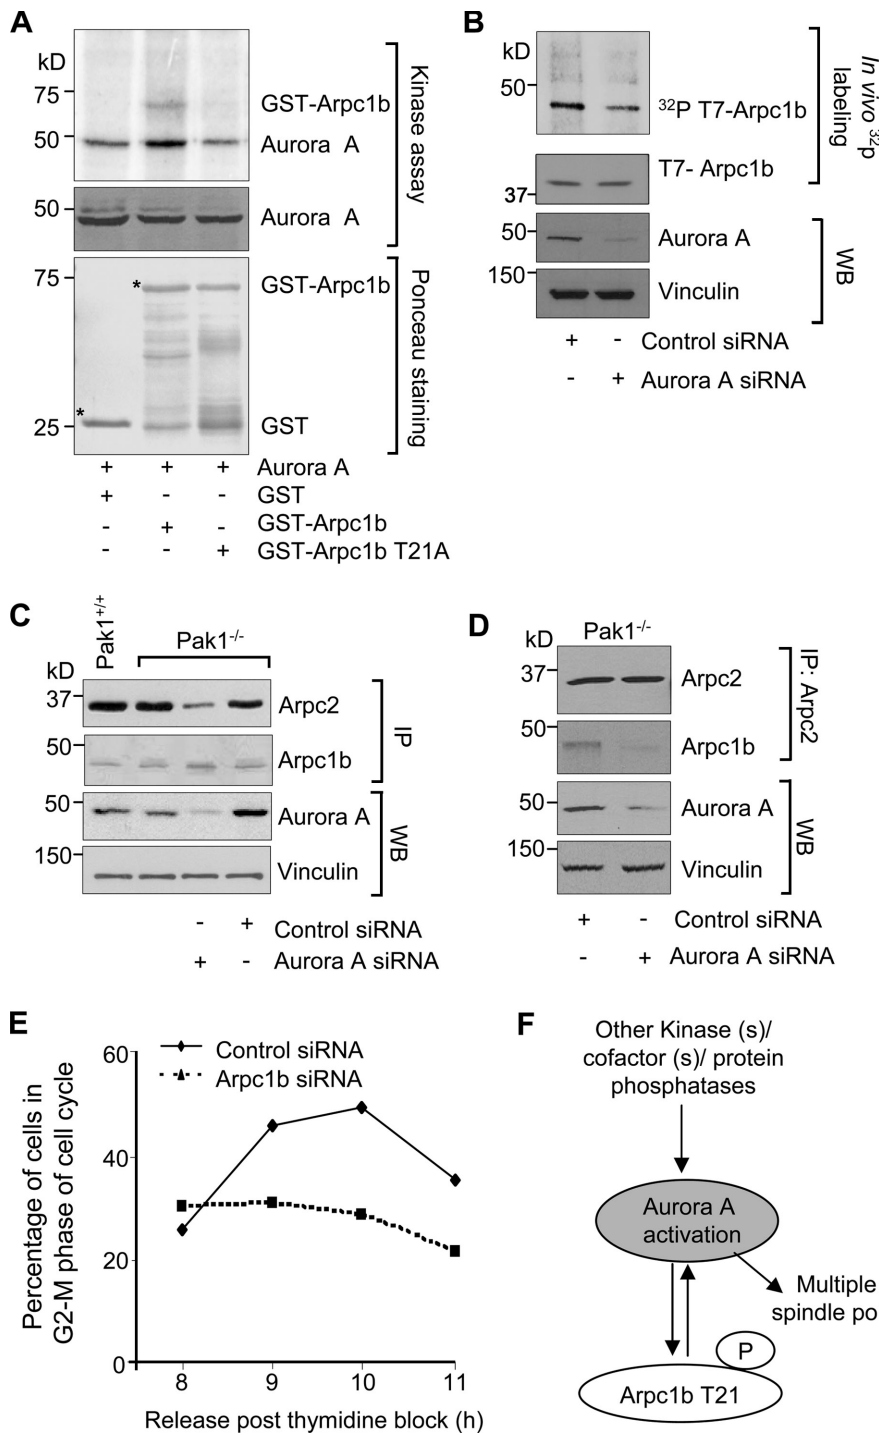 A
kD
75
50
GST-Arpc1b
Aurora A
Kinase assay
50
Aurora A
75
*
GST-Arpc1b
Ponceau staining
*
25
GST
+ + + Aurora A
+ - - GST
- + - GST-Arpc1b
- - + GST-Arpc1b T21A
B
kD
50
32P T7-Arpc1b
In vivo 32p
labelling
T7- Arpc1b
37
50
Aurora A
WB
150
Vinculin
+ - Control siRNA
- + Aurora A siRNA
C
Pak1+/+
Pak1-/-
kD
37
Arpc2
IP
50
Arpc1b
50
Aurora A
WB
150
Vinculin
- + Control siRNA
+ - Aurora A siRNA
D
kD
Pak1-/-
37
Arpc2
IP: Arpc2
50
Arpc1b
50
Aurora A
WB
150
Vinculin
+ - Control siRNA
- + Aurora A siRNA
E
Control siRNA
Arpc1b siRNA
Percentage of cells in
G2-M phase of cell cycle
60
40
20
0
8 9 10 11
Release post thymidine block (h)
F
Other Kinase (s)/
cofactor (s)/ protein
phosphatases
Aurora A
activation
Multiple
spindle po
P
Arpc1b T21